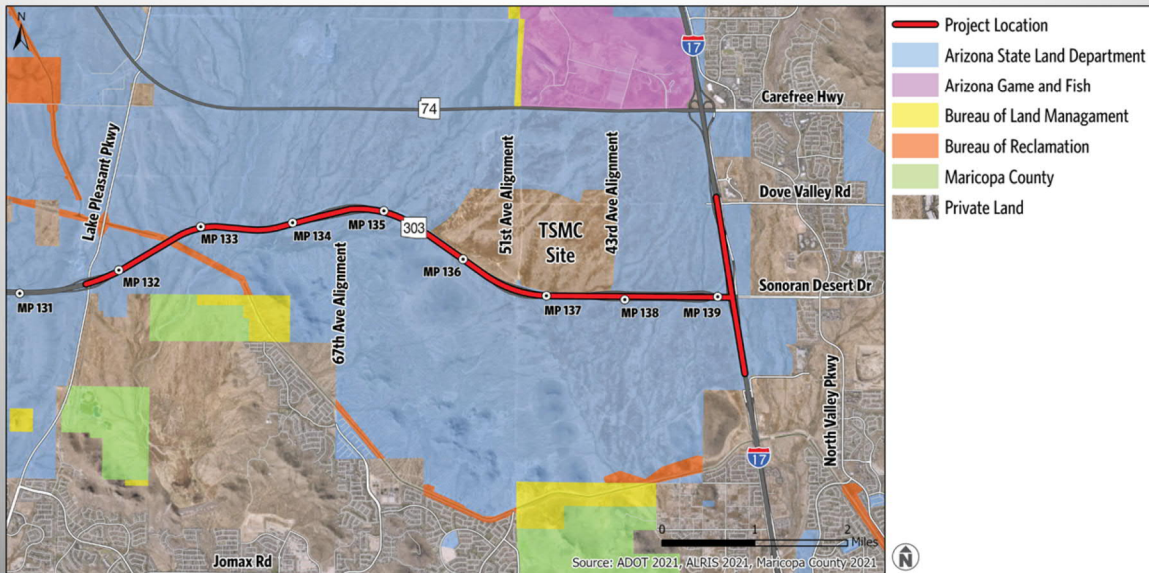 N
17
Carefree Hwy
74
Lake Pleasant Pkwy
51st Ave Alignment
43rd Ave Alignment
Dove Valley Rd
MP 133
MP 134
MP 135
303
TSMC
Site
MP 132
MP 136
67th Ave Alignment
Sonoran Desert Dr
MP 131
MP 137
MP 138
MP 139
North Valley Pkwy
17
0
1
2
Miles
Jomax Rd
Source: ADOT 2021, ALRIS 2021, Maricopa County 2021
Project Location
Arizona State Land Department
Arizona Game and Fish
Bureau of Land Managament
Bureau of Reclamation
Maricopa County
Private Land
N